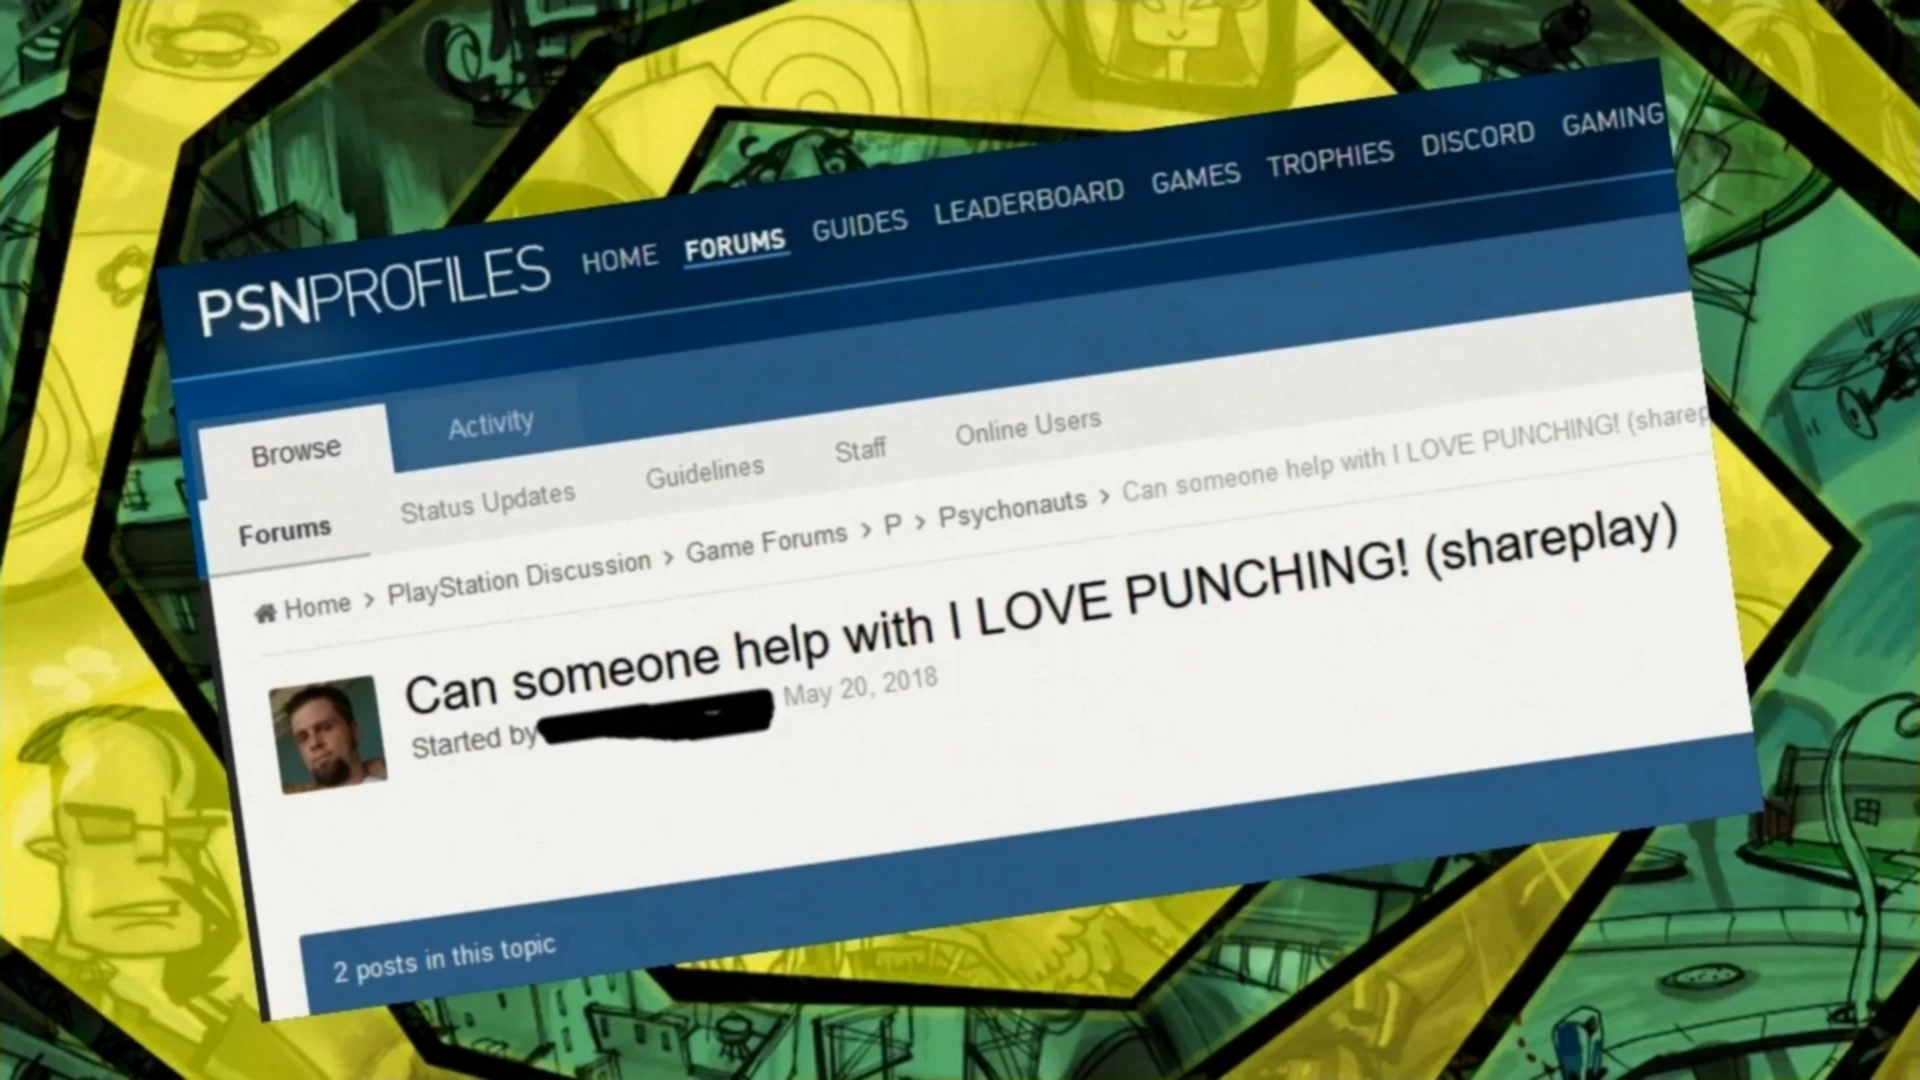 PSNPROFILES HOME FORUMS GUIDES LEADERBOARD GAMES TROPHIES DISCORD GAMING
Browse Activity
Forums Status Updates Guidelines Staff Online Users
Home > PlayStation Discussion > Game Forums > P > Psychonauts > Can someone help with I LOVE PUNCHING! (sharep
Can someone help with I LOVE PUNCHING! (shareplay)
Started by May 20, 2018
2 posts in this topic